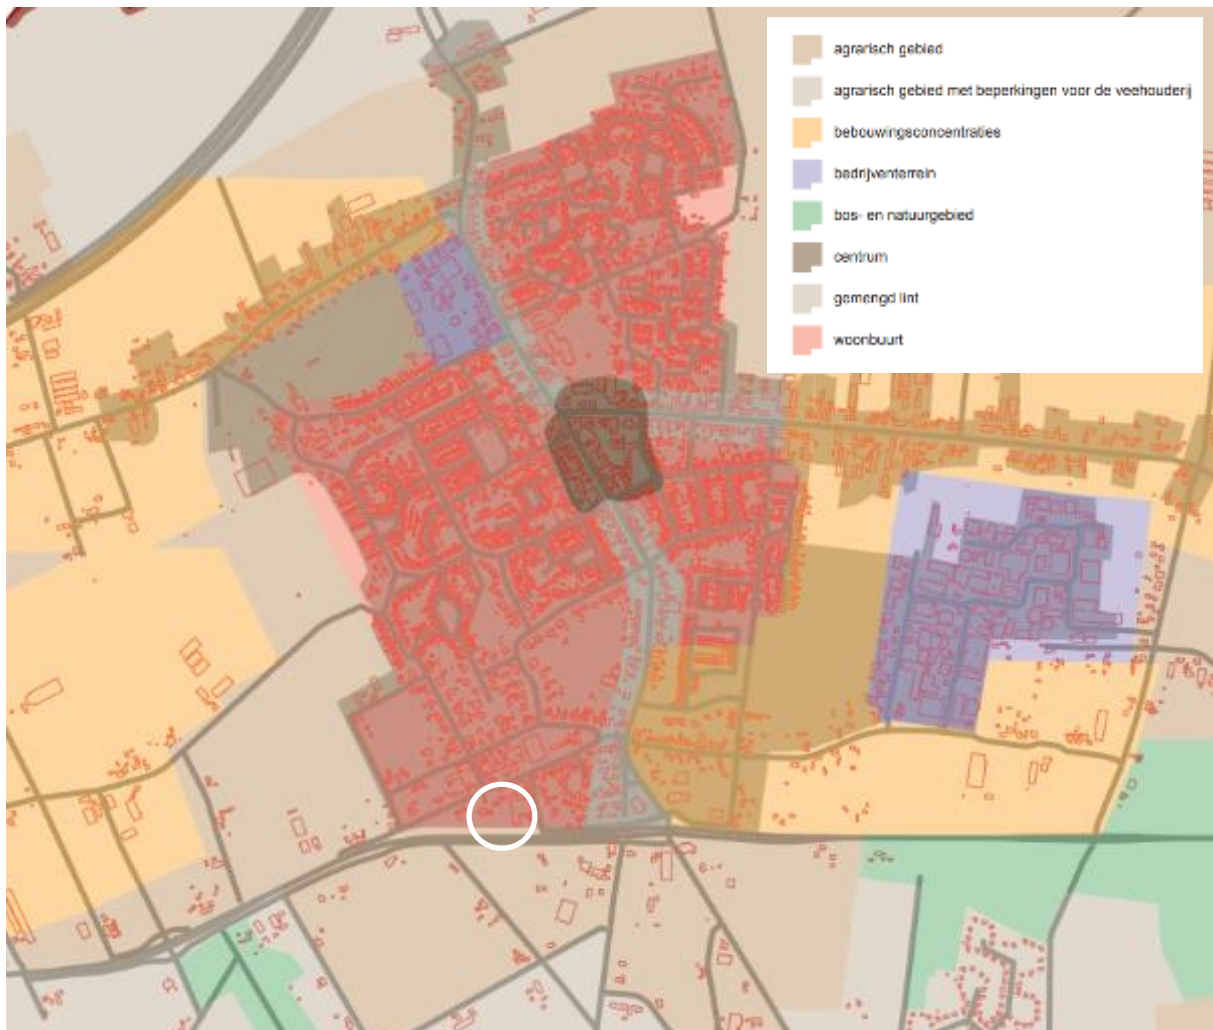 agrarisch gebied
agrarisch gebied met beperkingen voor de veehouderij
bebouwingsconcentraties
bedrijventerrein
bos- en natuurgebied
centrum
gemengd lint
woonbuurt